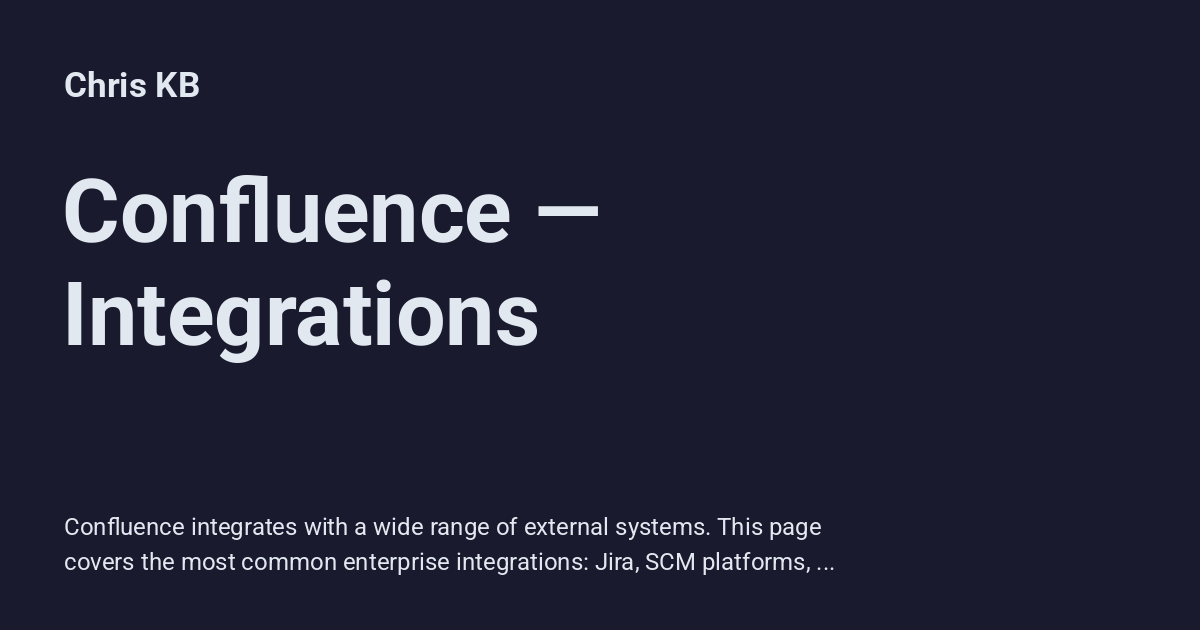 Chris KB
Confluence —
Integrations
Confluence integrates with a wide range of external systems. This page
covers the most common enterprise integrations: Jira, SCM platforms, ...